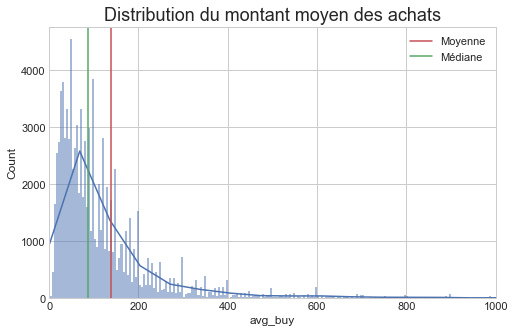 Distribution du montant moyen des achats
Moyenne
Médiane
Count
4000
3000
2000
1000
0
0 200 400 600 800 1000
avg_buy